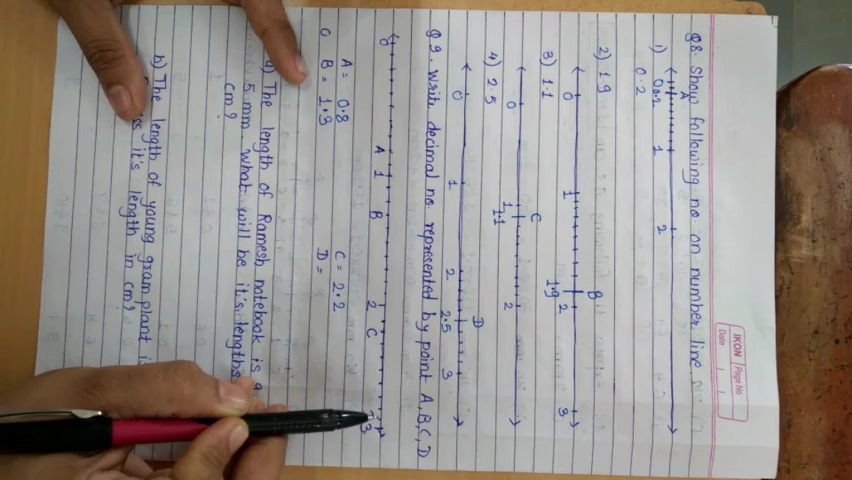 IKON Page No
Date
Q8. Show following no. on number line
1) A
0 0.2 1 2
0.2
2) 1.9
B
0 1 1.9 2 3
3) 1.1
C
0 1 1.1 2
4) 2.5
D
0 1 2 2.5 3
Q9. Write decimal no. represented by point A, B, C, D
0 A 1 B 2 C 3
A = 0.8 C = 2.2
B = 1.3 D =
The length of Ramesh notebook is
5 mm what will be it's length
cm?
b) The length of young gram plant
it's length in cm?